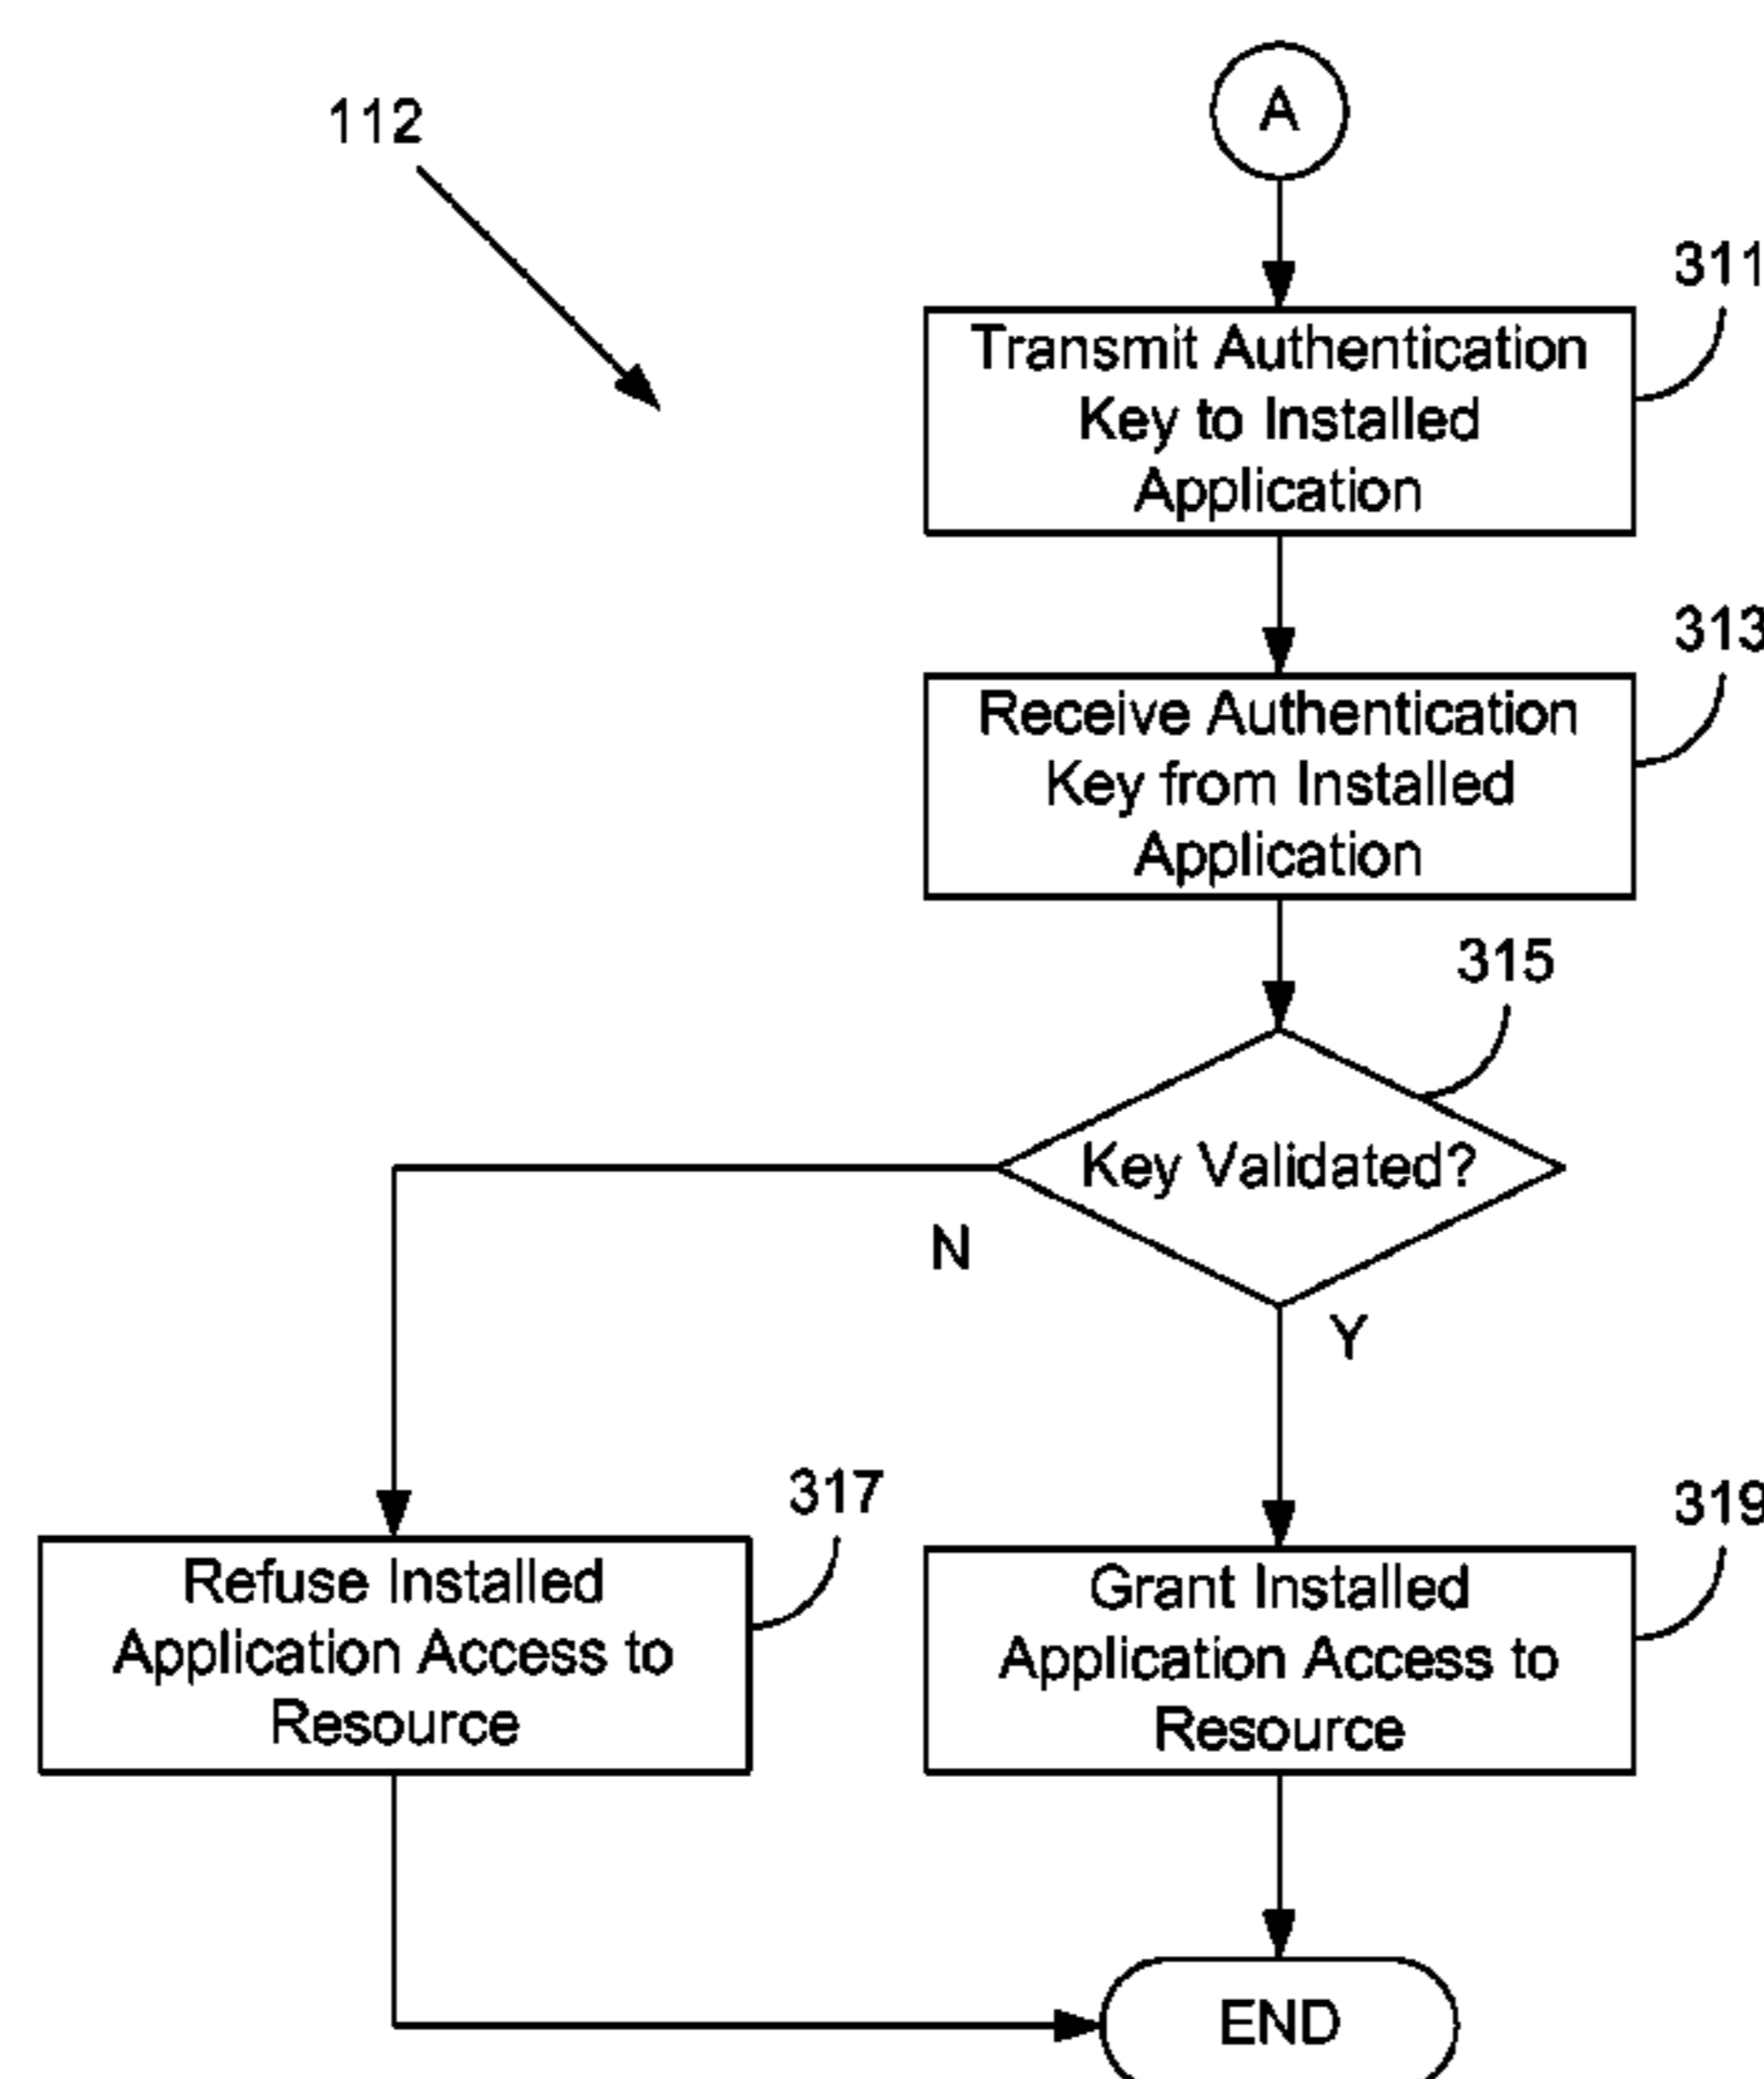 112
A
311
Transmit Authentication
Key to Installed
Application
313
Receive Authentication
Key from Installed
Application
315
Key Validated?
N
Y
317
Refuse Installed
Application Access to
Resource
319
Grant Installed
Application Access to
Resource
END